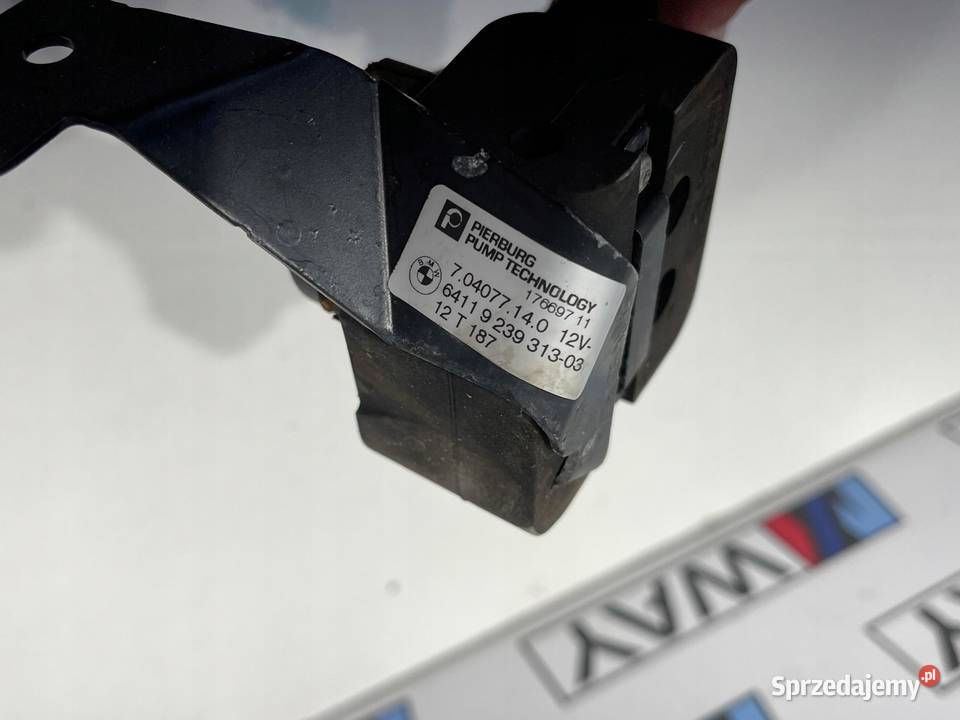 PIERBURG
PUMP TECHNOLOGY
17669711
BMW
7.04077.14.0 12V-
6411 9 239 313-03
12 T 187
WAY
Sprzedajemy.pl